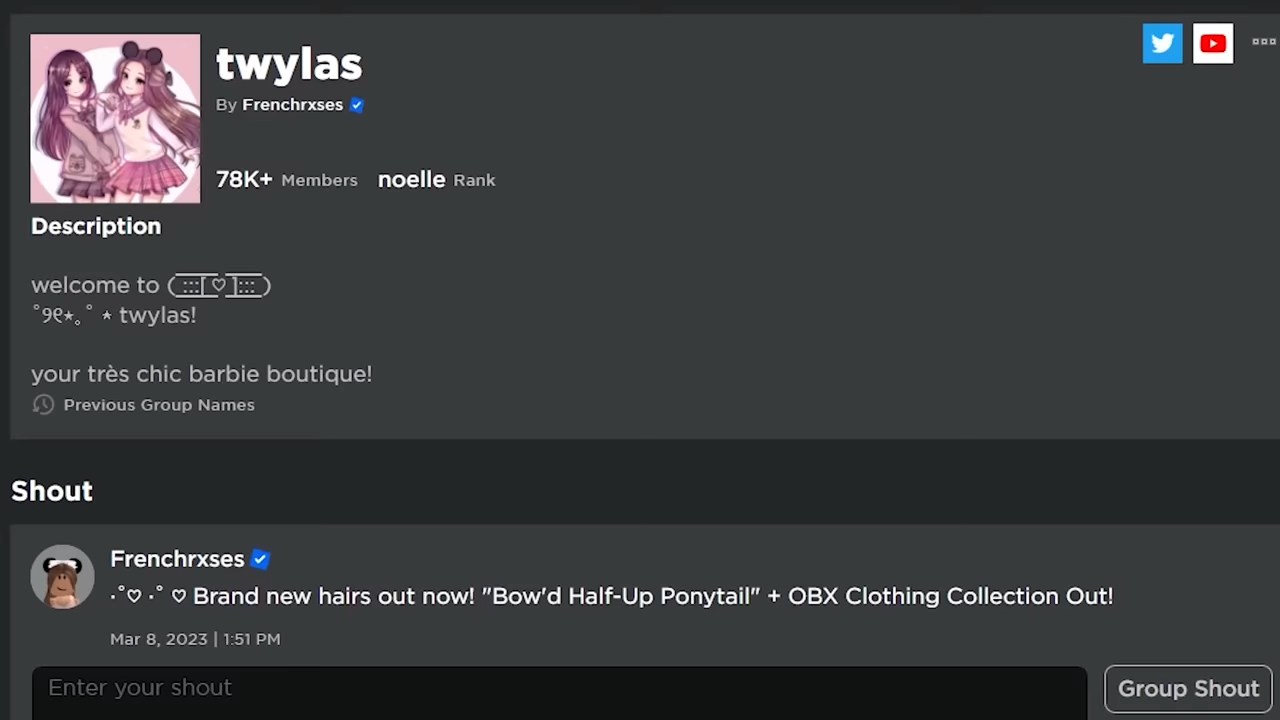 twylas
By Frenchrxses
78K+ Members noelle Rank
Description
welcome to ( ͡:::[ ♡ ]::: ͡)
˚୨୧⋆｡˚ ⋆ twylas!
your très chic barbie boutique!
Previous Group Names
Shout
Frenchrxses
‧˚♡ ‧˚ ♡ Brand new hairs out now! "Bow'd Half-Up Ponytail" + OBX Clothing Collection Out!
Mar 8, 2023 | 1:51 PM
Enter your shout
Group Shout